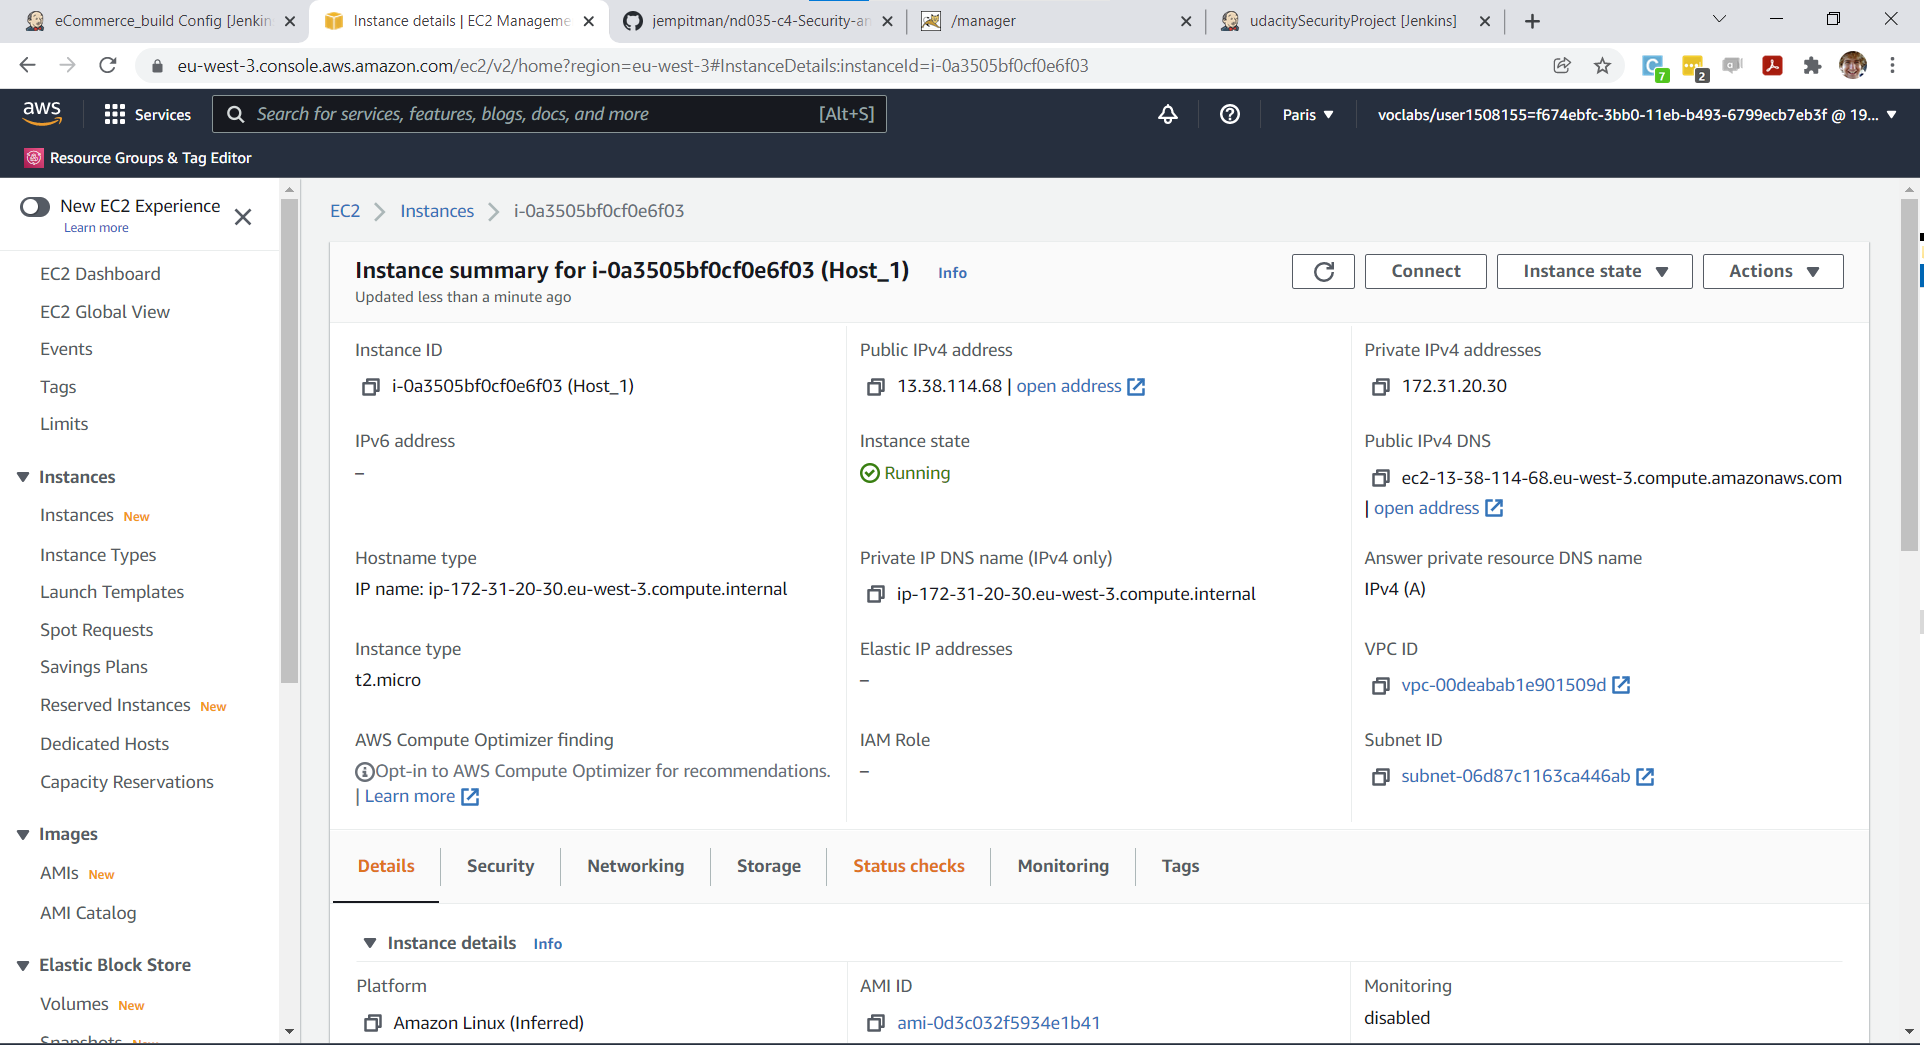 eCommerce_build Config [Jenkins
Instance details | EC2 Manageme
jempitman/nd035-c4-Security-an
/manager
udacitySecurityProject [Jenkins]
eu-west-3.console.aws.amazon.com/ec2/v2/home?region=eu-west-3#InstanceDetails:instanceId=i-0a3505bf0cf0e6f03
7
2
aws
Services
Search for services, features, blogs, docs, and more
[Alt+S]
Paris
voclabs/user1508155=f674ebfc-3bb0-11eb-b493-6799ecb7eb3f @ 19...
Resource Groups & Tag Editor
New EC2 Experience
Learn more
EC2 Dashboard
EC2 Global View
Events
Tags
Limits
Instances
Instances New
Instance Types
Launch Templates
Spot Requests
Savings Plans
Reserved Instances New
Dedicated Hosts
Capacity Reservations
Images
AMIs New
AMI Catalog
Elastic Block Store
Volumes New
Snapshots New
EC2
Instances
i-0a3505bf0cf0e6f03
Instance summary for i-0a3505bf0cf0e6f03 (Host_1)
Info
Updated less than a minute ago
Connect
Instance state
Actions
Instance ID
i-0a3505bf0cf0e6f03 (Host_1)
Public IPv4 address
13.38.114.68 | open address
Private IPv4 addresses
172.31.20.30
IPv6 address
–
Instance state
Running
Public IPv4 DNS
ec2-13-38-114-68.eu-west-3.compute.amazonaws.com
| open address
Hostname type
IP name: ip-172-31-20-30.eu-west-3.compute.internal
Private IP DNS name (IPv4 only)
ip-172-31-20-30.eu-west-3.compute.internal
Answer private resource DNS name
IPv4 (A)
Instance type
t2.micro
Elastic IP addresses
–
VPC ID
vpc-00deabab1e901509d
AWS Compute Optimizer finding
Opt-in to AWS Compute Optimizer for recommendations.
| Learn more
IAM Role
–
Subnet ID
subnet-06d87c1163ca446ab
Details
Security
Networking
Storage
Status checks
Monitoring
Tags
Instance details
Info
Platform
Amazon Linux (Inferred)
AMI ID
ami-0d3c032f5934e1b41
Monitoring
disabled